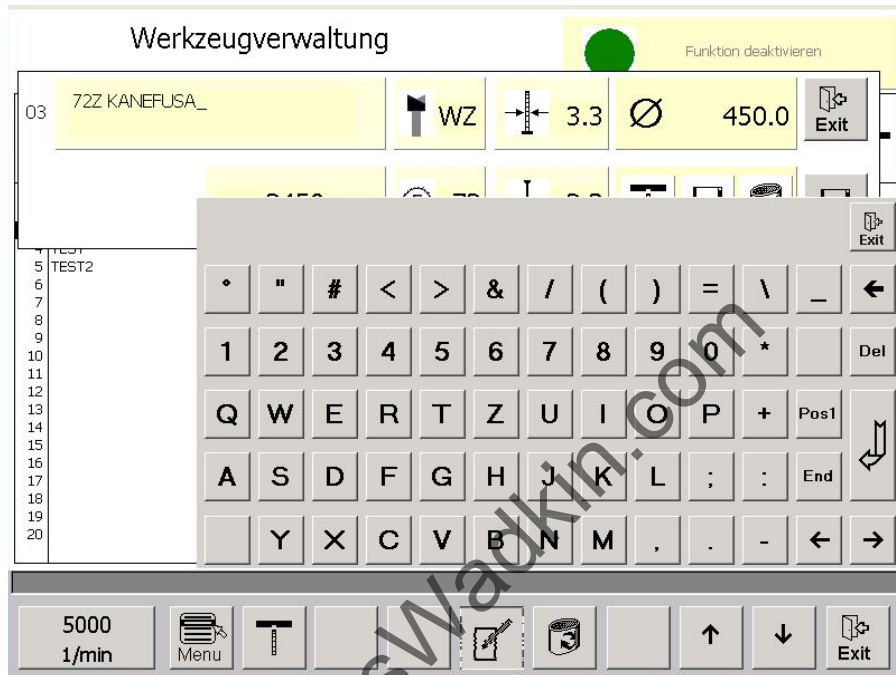 Werkzeugverwaltung
Funktion deaktivieren
03 72Z KANEFUSA_ WZ 3.3 Ø 450.0 Exit
Exit
5 TEST2
6
7
8
9
10
11
12
13
14
15
16
17
18
19
20
° " # < > & / ( ) = \ _ ←
1 2 3 4 5 6 7 8 9 0 * Del
Q W E R T Z U I O P + Pos1
A S D F G H J K L ; : End
Y X C V B N M , . - ← →
5000
1/min
Menu
↑ ↓
Exit
sWadkin.com